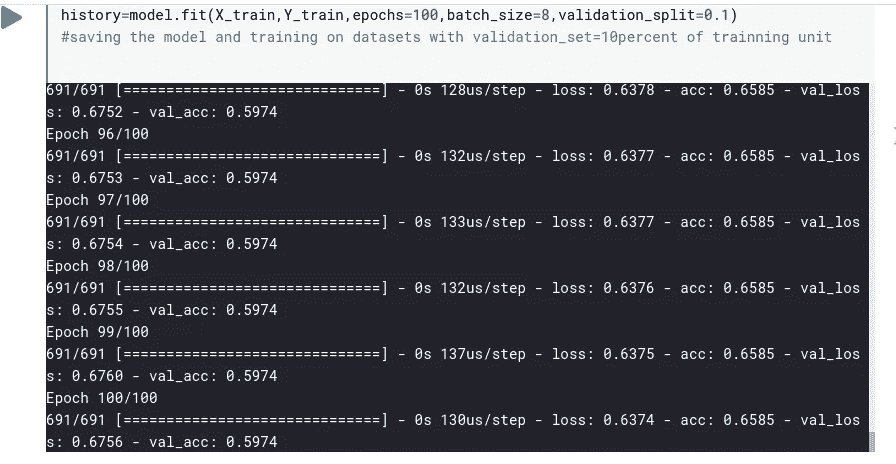 history=model.fit(X_train,Y_train,epochs=100,batch_size=8,validation_split=0.1)
#saving the model and training on datasets with validation_set=10percent of trainning unit
691/691 [==============================] - 0s 128us/step - loss: 0.6378 - acc: 0.6585 - val_los
s: 0.6752 - val_acc: 0.5974
Epoch 96/100
691/691 [==============================] - 0s 132us/step - loss: 0.6377 - acc: 0.6585 - val_los
s: 0.6753 - val_acc: 0.5974
Epoch 97/100
691/691 [==============================] - 0s 133us/step - loss: 0.6377 - acc: 0.6585 - val_los
s: 0.6754 - val_acc: 0.5974
Epoch 98/100
691/691 [==============================] - 0s 132us/step - loss: 0.6376 - acc: 0.6585 - val_los
s: 0.6755 - val_acc: 0.5974
Epoch 99/100
691/691 [==============================] - 0s 137us/step - loss: 0.6375 - acc: 0.6585 - val_los
s: 0.6760 - val_acc: 0.5974
Epoch 100/100
691/691 [==============================] - 0s 130us/step - loss: 0.6374 - acc: 0.6585 - val_los
s: 0.6756 - val_acc: 0.5974